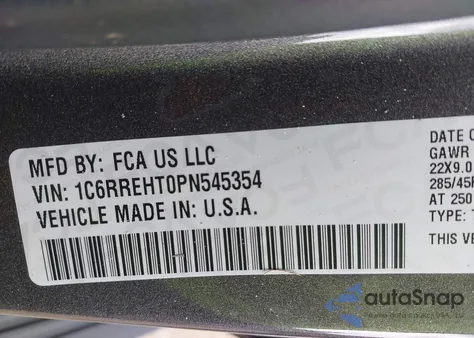 MFD BY: FCA US LLC
VIN: 1C6RREHT0PN545354
VEHICLE MADE IN: U.S.A.
DATE O
GAWR
22X9.0
285/45R
AT 250
TYPE:
THIS VE
autoSnap